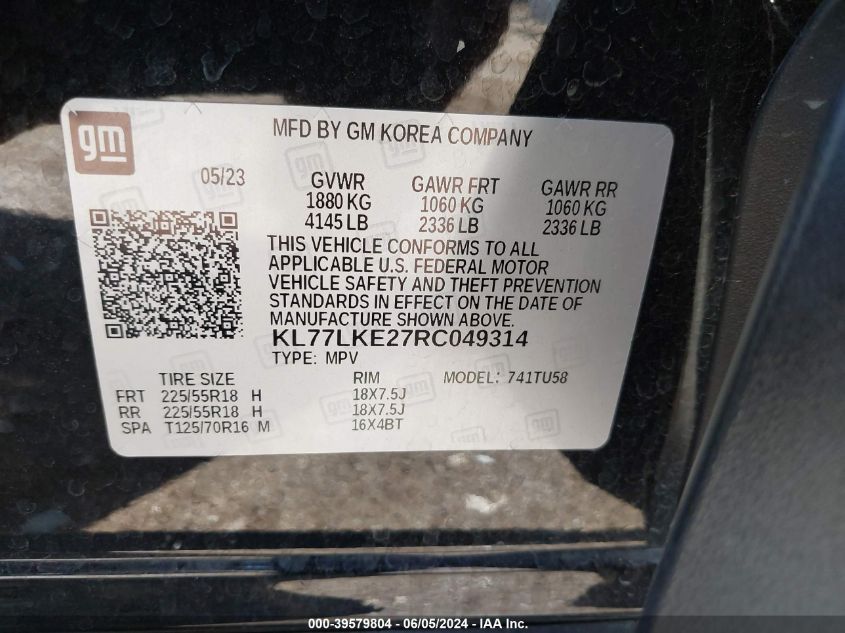 gm
MFD BY GM KOREA COMPANY
05/23
GVWR GAWR FRT GAWR RR
1880 KG 1060 KG 1060 KG
4145 LB 2336 LB 2336 LB
THIS VEHICLE CONFORMS TO ALL
APPLICABLE U.S. FEDERAL MOTOR
VEHICLE SAFETY AND THEFT PREVENTION
STANDARDS IN EFFECT ON THE DATE OF
MANUFACTURE SHOWN ABOVE.
KL77LKE27RC049314
TYPE: MPV
TIRE SIZE RIM MODEL: 741TU58
FRT 225/55R18 H 18X7.5J
RR 225/55R18 H 18X7.5J
SPA T125/70R16 M 16X4BT
000-39579804 - 06/05/2024 - IAA Inc.